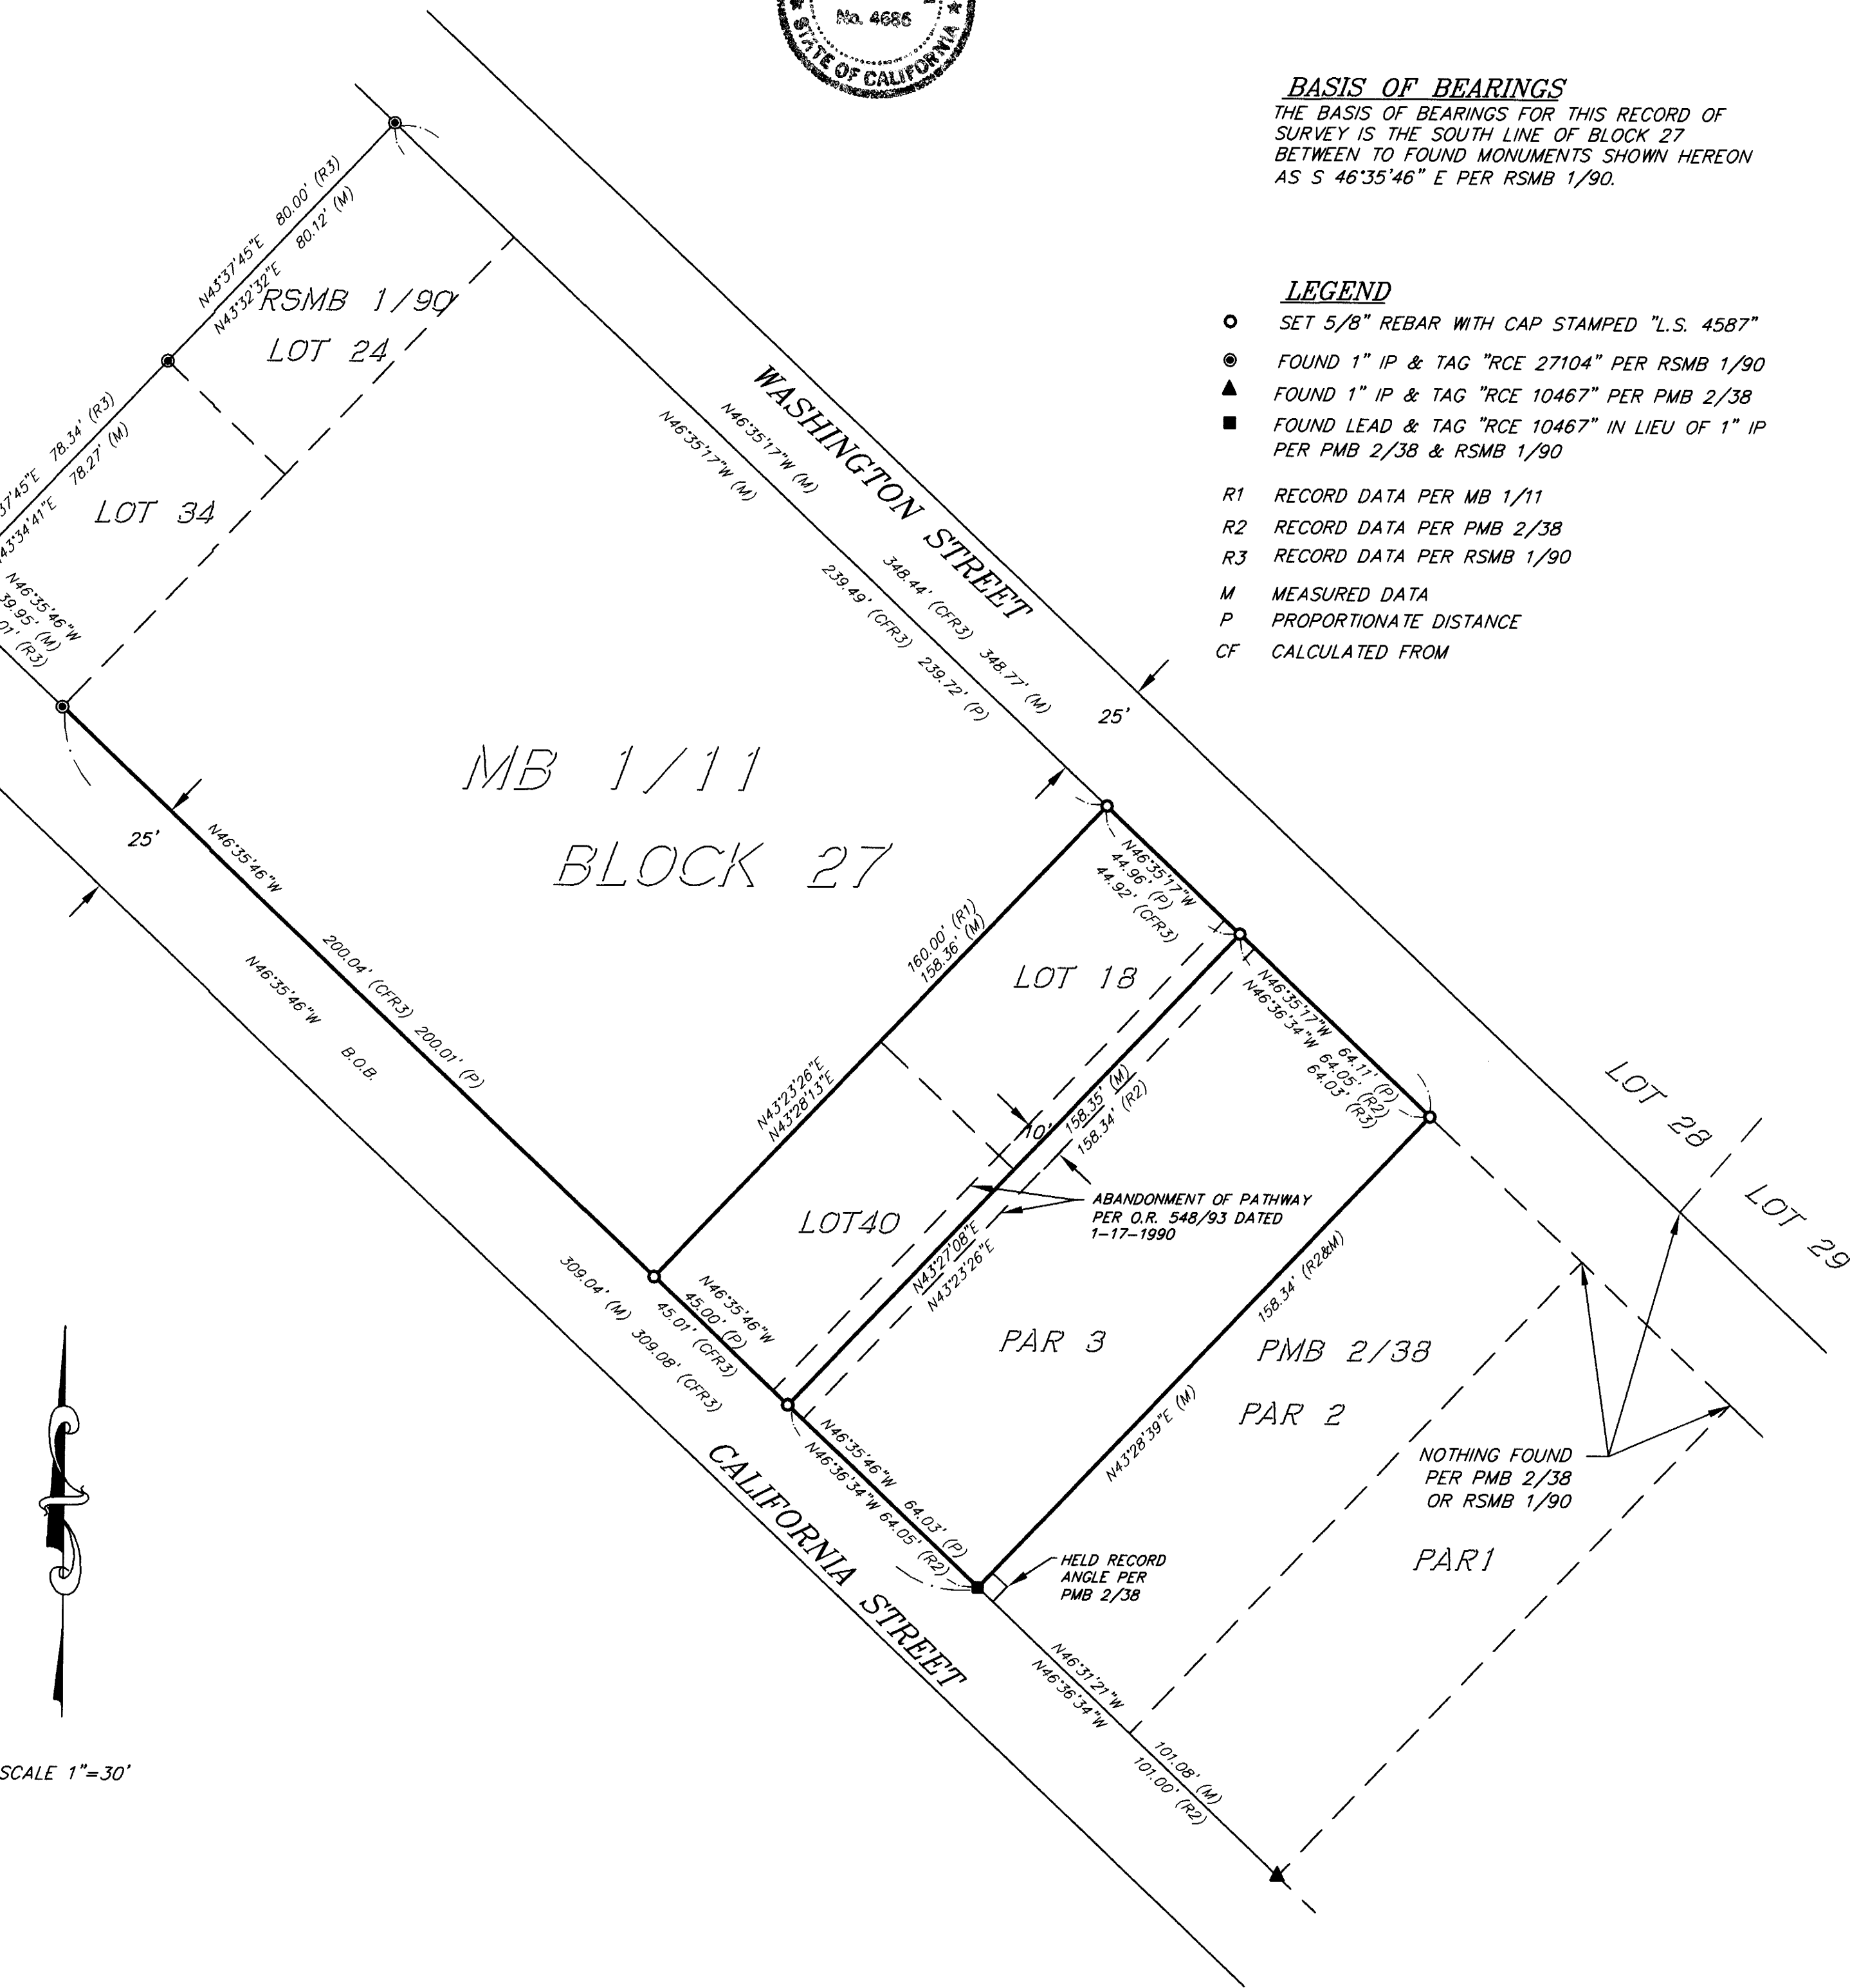 No. 4686
STATE OF CALIFORNIA
BASIS OF BEARINGS
THE BASIS OF BEARINGS FOR THIS RECORD OF
SURVEY IS THE SOUTH LINE OF BLOCK 27
BETWEEN TO FOUND MONUMENTS SHOWN HEREON
AS S 46°35'46" E PER RSMB 1/90.
LEGEND
SET 5/8" REBAR WITH CAP STAMPED "L.S. 4587"
FOUND 1" IP & TAG "RCE 27104" PER RSMB 1/90
FOUND 1" IP & TAG "RCE 10467" PER PMB 2/38
FOUND LEAD & TAG "RCE 10467" IN LIEU OF 1" IP
PER PMB 2/38 & RSMB 1/90
R1 RECORD DATA PER MB 1/11
R2 RECORD DATA PER PMB 2/38
R3 RECORD DATA PER RSMB 1/90
M MEASURED DATA
P PROPORTIONATE DISTANCE
CF CALCULATED FROM
N43°37'45"E 80.00' (R3)
N43°32'32"E 80.12' (M)
RSMB 1/90
LOT 24
37'45"E 78.34' (R3)
43°34'41"E 78.27' (M)
LOT 34
N46°35'46"W
39.95' (M)
01' (R3)
WASHINGTON STREET
N46°35'17"W (M)
N46°35'17"W (M)
348.44' (CFR3) 348.77' (M)
239.49' (CFR3) 239.72' (P)
25'
MB 1/11
BLOCK 27
25'
N46°35'46"W
200.04' (CFR3) 200.01' (P)
N46°35'46"W B.O.B.
160.00' (R1)
158.36' (M)
N43°23'26"E
N43°28'13"E
N46°35'17"W
44.96' (P)
44.92' (CFR3)
LOT 18
N46°35'17"W 64.11' (P)
N46°36'34"W 64.05' (R2)
64.03' (R3)
10'
158.35' (M)
158.34' (R2)
LOT 28
LOT 29
ABANDONMENT OF PATHWAY
PER O.R. 548/93 DATED
1-17-1990
LOT40
N43°27'08"E
N43°23'26"E
309.04' (M) 309.08' (CFR3)
N46°35'46"W
45.00' (P)
45.01' (CFR3)
PAR 3
158.34' (R2&M)
N43°28'39"E (M)
PMB 2/38
PAR 2
NOTHING FOUND
PER PMB 2/38
OR RSMB 1/90
N46°35'46"W 64.03' (P)
N46°36'34"W 64.05' (R2)
CALIFORNIA STREET
HELD RECORD
ANGLE PER
PMB 2/38
PAR1
N46°31'21"W
N46°36'34"W
101.08' (M)
101.00' (R2)
SCALE 1"=30'